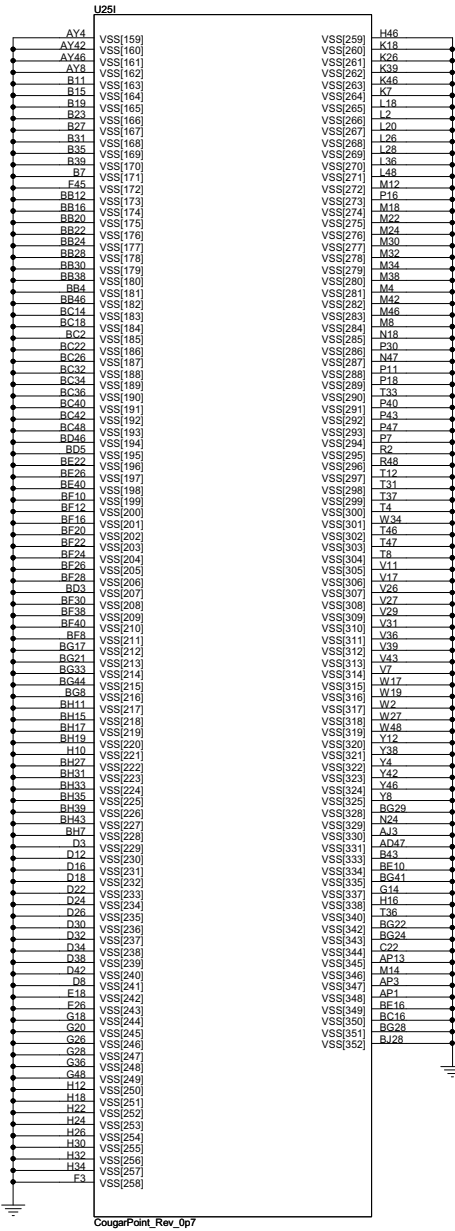 U25I
AY4 VSS[159]
AY42 VSS[160]
AY46 VSS[161]
AY8 VSS[162]
B11 VSS[163]
B15 VSS[164]
B19 VSS[165]
B23 VSS[166]
B27 VSS[167]
B31 VSS[168]
B35 VSS[169]
B39 VSS[170]
B7 VSS[171]
F45 VSS[172]
BB12 VSS[173]
BB16 VSS[174]
BB20 VSS[175]
BB22 VSS[176]
BB24 VSS[177]
BB28 VSS[178]
BB30 VSS[179]
BB38 VSS[180]
BB4 VSS[181]
BB46 VSS[182]
BC14 VSS[183]
BC18 VSS[184]
BC2 VSS[185]
BC22 VSS[186]
BC26 VSS[187]
BC32 VSS[188]
BC34 VSS[189]
BC36 VSS[190]
BC40 VSS[191]
BC42 VSS[192]
BC48 VSS[193]
BD46 VSS[194]
BD5 VSS[195]
BE22 VSS[196]
BE26 VSS[197]
BE40 VSS[198]
BF10 VSS[199]
BF12 VSS[200]
BF16 VSS[201]
BF20 VSS[202]
BF22 VSS[203]
BF24 VSS[204]
BF26 VSS[205]
BF28 VSS[206]
BD3 VSS[207]
BF30 VSS[208]
BF38 VSS[209]
BF40 VSS[210]
BF8 VSS[211]
BG17 VSS[212]
BG21 VSS[213]
BG33 VSS[214]
BG44 VSS[215]
BG8 VSS[216]
BH11 VSS[217]
BH15 VSS[218]
BH17 VSS[219]
BH19 VSS[220]
H10 VSS[221]
BH27 VSS[222]
BH31 VSS[223]
BH33 VSS[224]
BH35 VSS[225]
BH39 VSS[226]
BH43 VSS[227]
BH7 VSS[228]
D3 VSS[229]
D12 VSS[230]
D16 VSS[231]
D18 VSS[232]
D22 VSS[233]
D24 VSS[234]
D26 VSS[235]
D30 VSS[236]
D32 VSS[237]
D34 VSS[238]
D38 VSS[239]
D42 VSS[240]
D8 VSS[241]
E18 VSS[242]
E26 VSS[243]
G18 VSS[244]
G20 VSS[245]
G26 VSS[246]
G28 VSS[247]
G36 VSS[248]
G48 VSS[249]
H12 VSS[250]
H18 VSS[251]
H22 VSS[252]
H24 VSS[253]
H26 VSS[254]
H30 VSS[255]
H32 VSS[256]
H34 VSS[257]
F3 VSS[258]
VSS[259] H46
VSS[260] K18
VSS[261] K26
VSS[262] K39
VSS[263] K46
VSS[264] K7
VSS[265] L18
VSS[266] L2
VSS[267] L20
VSS[268] L26
VSS[269] L28
VSS[270] L36
VSS[271] L48
VSS[272] M12
VSS[273] P16
VSS[274] M18
VSS[275] M22
VSS[276] M24
VSS[277] M30
VSS[278] M32
VSS[279] M34
VSS[280] M38
VSS[281] M4
VSS[282] M42
VSS[283] M46
VSS[284] M8
VSS[285] N18
VSS[286] P30
VSS[287] N47
VSS[288] P11
VSS[289] P18
VSS[290] T33
VSS[291] P40
VSS[292] P43
VSS[293] P47
VSS[294] P7
VSS[295] R2
VSS[296] R48
VSS[297] T12
VSS[298] T31
VSS[299] T37
VSS[300] T4
VSS[301] W34
VSS[302] T46
VSS[303] T47
VSS[304] T8
VSS[305] V11
VSS[306] V17
VSS[307] V26
VSS[308] V27
VSS[309] V29
VSS[310] V31
VSS[311] V36
VSS[312] V39
VSS[313] V43
VSS[314] V7
VSS[315] W17
VSS[316] W19
VSS[317] W2
VSS[318] W27
VSS[319] W48
VSS[320] Y12
VSS[321] Y38
VSS[322] Y4
VSS[323] Y42
VSS[324] Y46
VSS[325] Y8
VSS[328] BG29
VSS[329] N24
VSS[330] AJ3
VSS[331] AD47
VSS[333] B43
VSS[334] BE10
VSS[335] BG41
VSS[337] G14
VSS[338] H16
VSS[340] T36
VSS[342] BG22
VSS[343] BG24
VSS[344] C22
VSS[345] AP13
VSS[346] M14
VSS[347] AP3
VSS[348] AP1
VSS[349] BE16
VSS[350] BC16
VSS[351] BG28
VSS[352] BJ28
CougarPoint_Rev_0p7